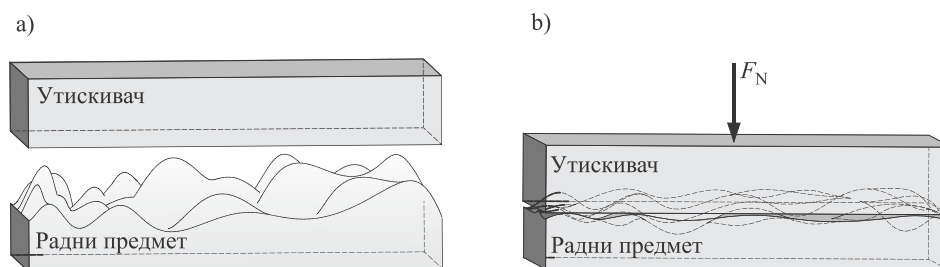 a)
Утискивач
Радни предмет
b)
F_N
Утискивач
Радни предмет